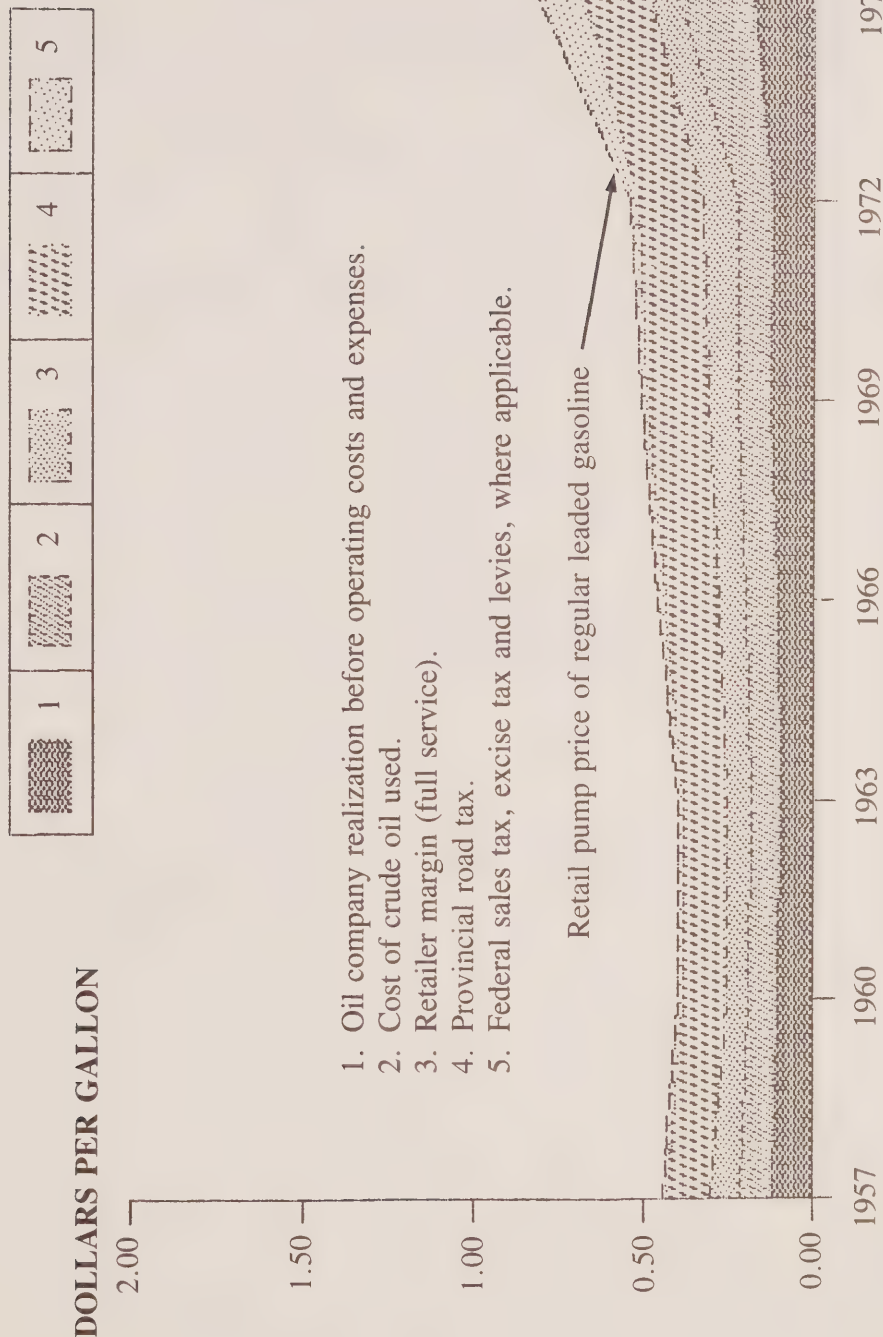 DOLLARS PER GALLON
1 2 3 4 5
2.00
1.50
1.00
0.50
0.00
1. Oil company realization before operating costs and expenses.
2. Cost of crude oil used.
3. Retailer margin (full service).
4. Provincial road tax.
5. Federal sales tax, excise tax and levies, where applicable.
Retail pump price of regular leaded gasoline
1957 1960 1963 1966 1969 1972